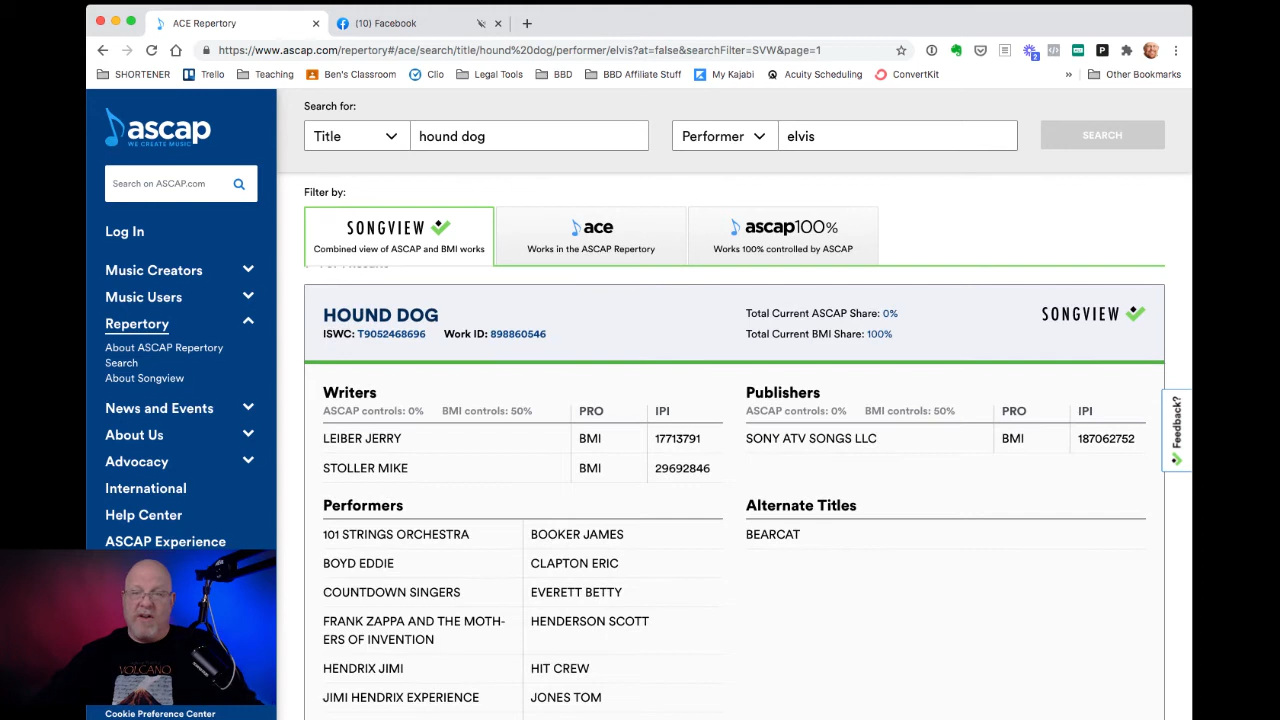 ACE Repertory
(10) Facebook
https://www.ascap.com/repertory#/ace/search/title/hound%20dog/performer/elvis?at=false&searchFilter=SVW&page=1
SHORTENER
Trello
Teaching
Ben's Classroom
Clio
Legal Tools
BBD
BBD Affiliate Stuff
My Kajabi
Acuity Scheduling
ConvertKit
»
Other Bookmarks
ascap
WE CREATE MUSIC
Search on ASCAP.com
Log In
Music Creators
Music Users
Repertory
About ASCAP Repertory
Search
About Songview
News and Events
About Us
Advocacy
International
Help Center
ASCAP Experience
Cookie Preference Center
Search for:
Title
hound dog
Performer
elvis
SEARCH
Filter by:
SONGVIEW
Combined view of ASCAP and BMI works
ace
Works in the ASCAP Repertory
ascap100%
Works 100% controlled by ASCAP
HOUND DOG
ISWC: T9052468696 Work ID: 898860546
Total Current ASCAP Share: 0%
Total Current BMI Share: 100%
SONGVIEW
Writers
ASCAP controls: 0% BMI controls: 50% PRO IPI
LEIBER JERRY BMI 17713791
STOLLER MIKE BMI 29692846
Publishers
ASCAP controls: 0% BMI controls: 50% PRO IPI
SONY ATV SONGS LLC BMI 187062752
Performers
101 STRINGS ORCHESTRA BOOKER JAMES
BOYD EDDIE CLAPTON ERIC
COUNTDOWN SINGERS EVERETT BETTY
FRANK ZAPPA AND THE MOTH-
ERS OF INVENTION
HENDERSON SCOTT
HENDRIX JIMI HIT CREW
JIMI HENDRIX EXPERIENCE JONES TOM
Alternate Titles
BEARCAT
Feedback?
VOLCANO